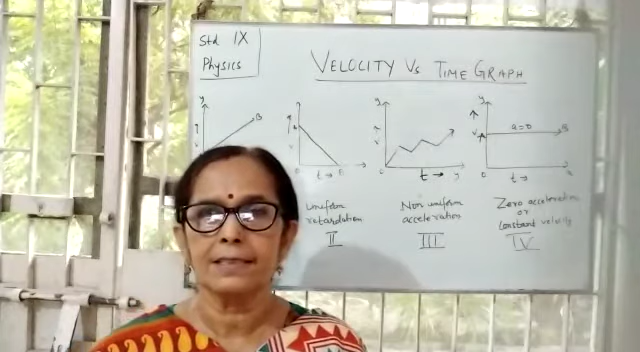 Std IX
Physics
VELOCITY Vs TIME GRAPH
y
B
v
y
A
v
O
t →
B
y
v
O
t →
y
v
A
a=0
B
O
t →
x
Uniform
retardation
II
Non uniform
acceleration
III
Zero acceleration
or
Constant velocity
IV